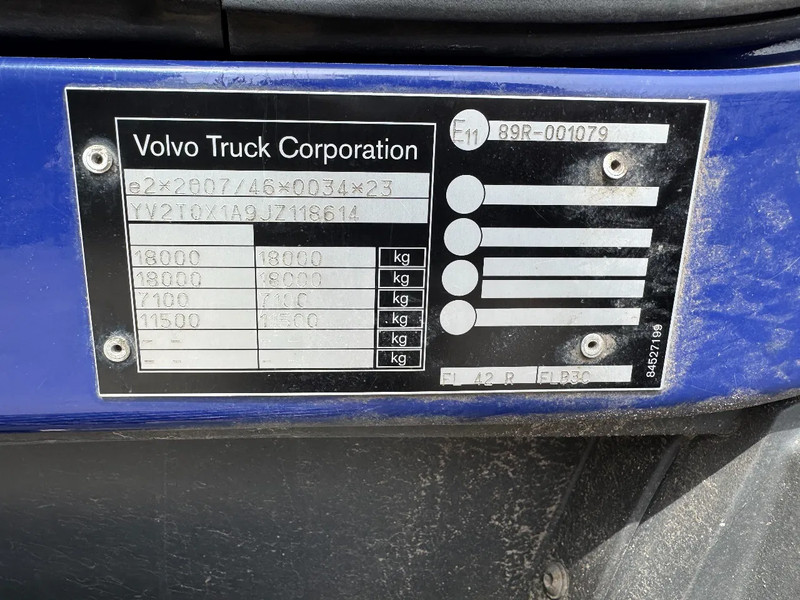 Volvo Truck Corporation
e2*2007/46*0034*23
YV2T0X1A9JZ118614
18000 18000 kg
18000 18000 kg
7100 7100 kg
11500 11500 kg
-- -- kg
-- -- kg
E11 89R-001079
FL 42 R FLR3C
84527199